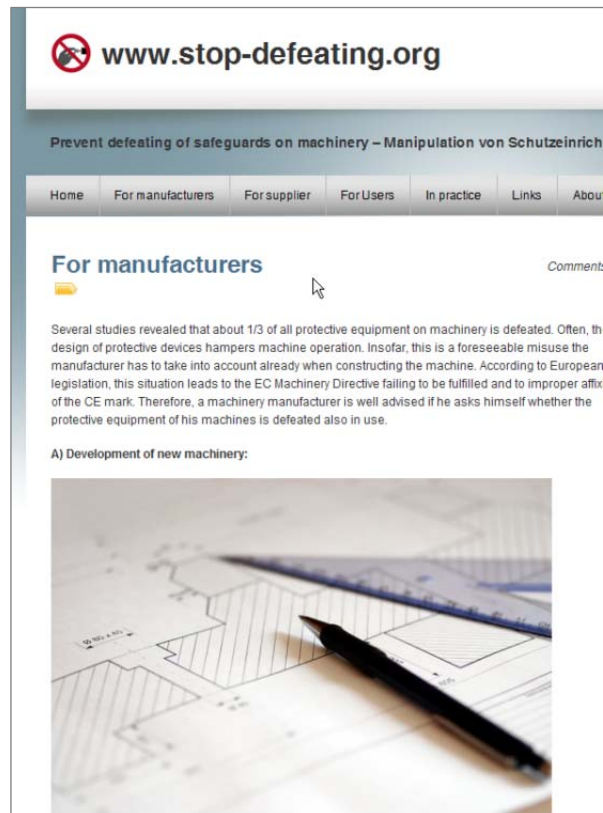 www.stop-defeating.org
Prevent defeating of safeguards on machinery – Manipulation von Schutzeinrich
Home For manufacturers For supplier For Users In practice Links About
For manufacturers
Comments
Several studies revealed that about 1/3 of all protective equipment on machinery is defeated. Often, th
design of protective devices hampers machine operation. Insofar, this is a foreseeable misuse the
manufacturer has to take into account already when constructing the machine. According to European
legislation, this situation leads to the EC Machinery Directive failing to be fulfilled and to improper affix
of the CE mark. Therefore, a machinery manufacturer is well advised if he asks himself whether the
protective equipment of his machines is defeated also in use.
A) Development of new machinery:
Ø 80 x 40